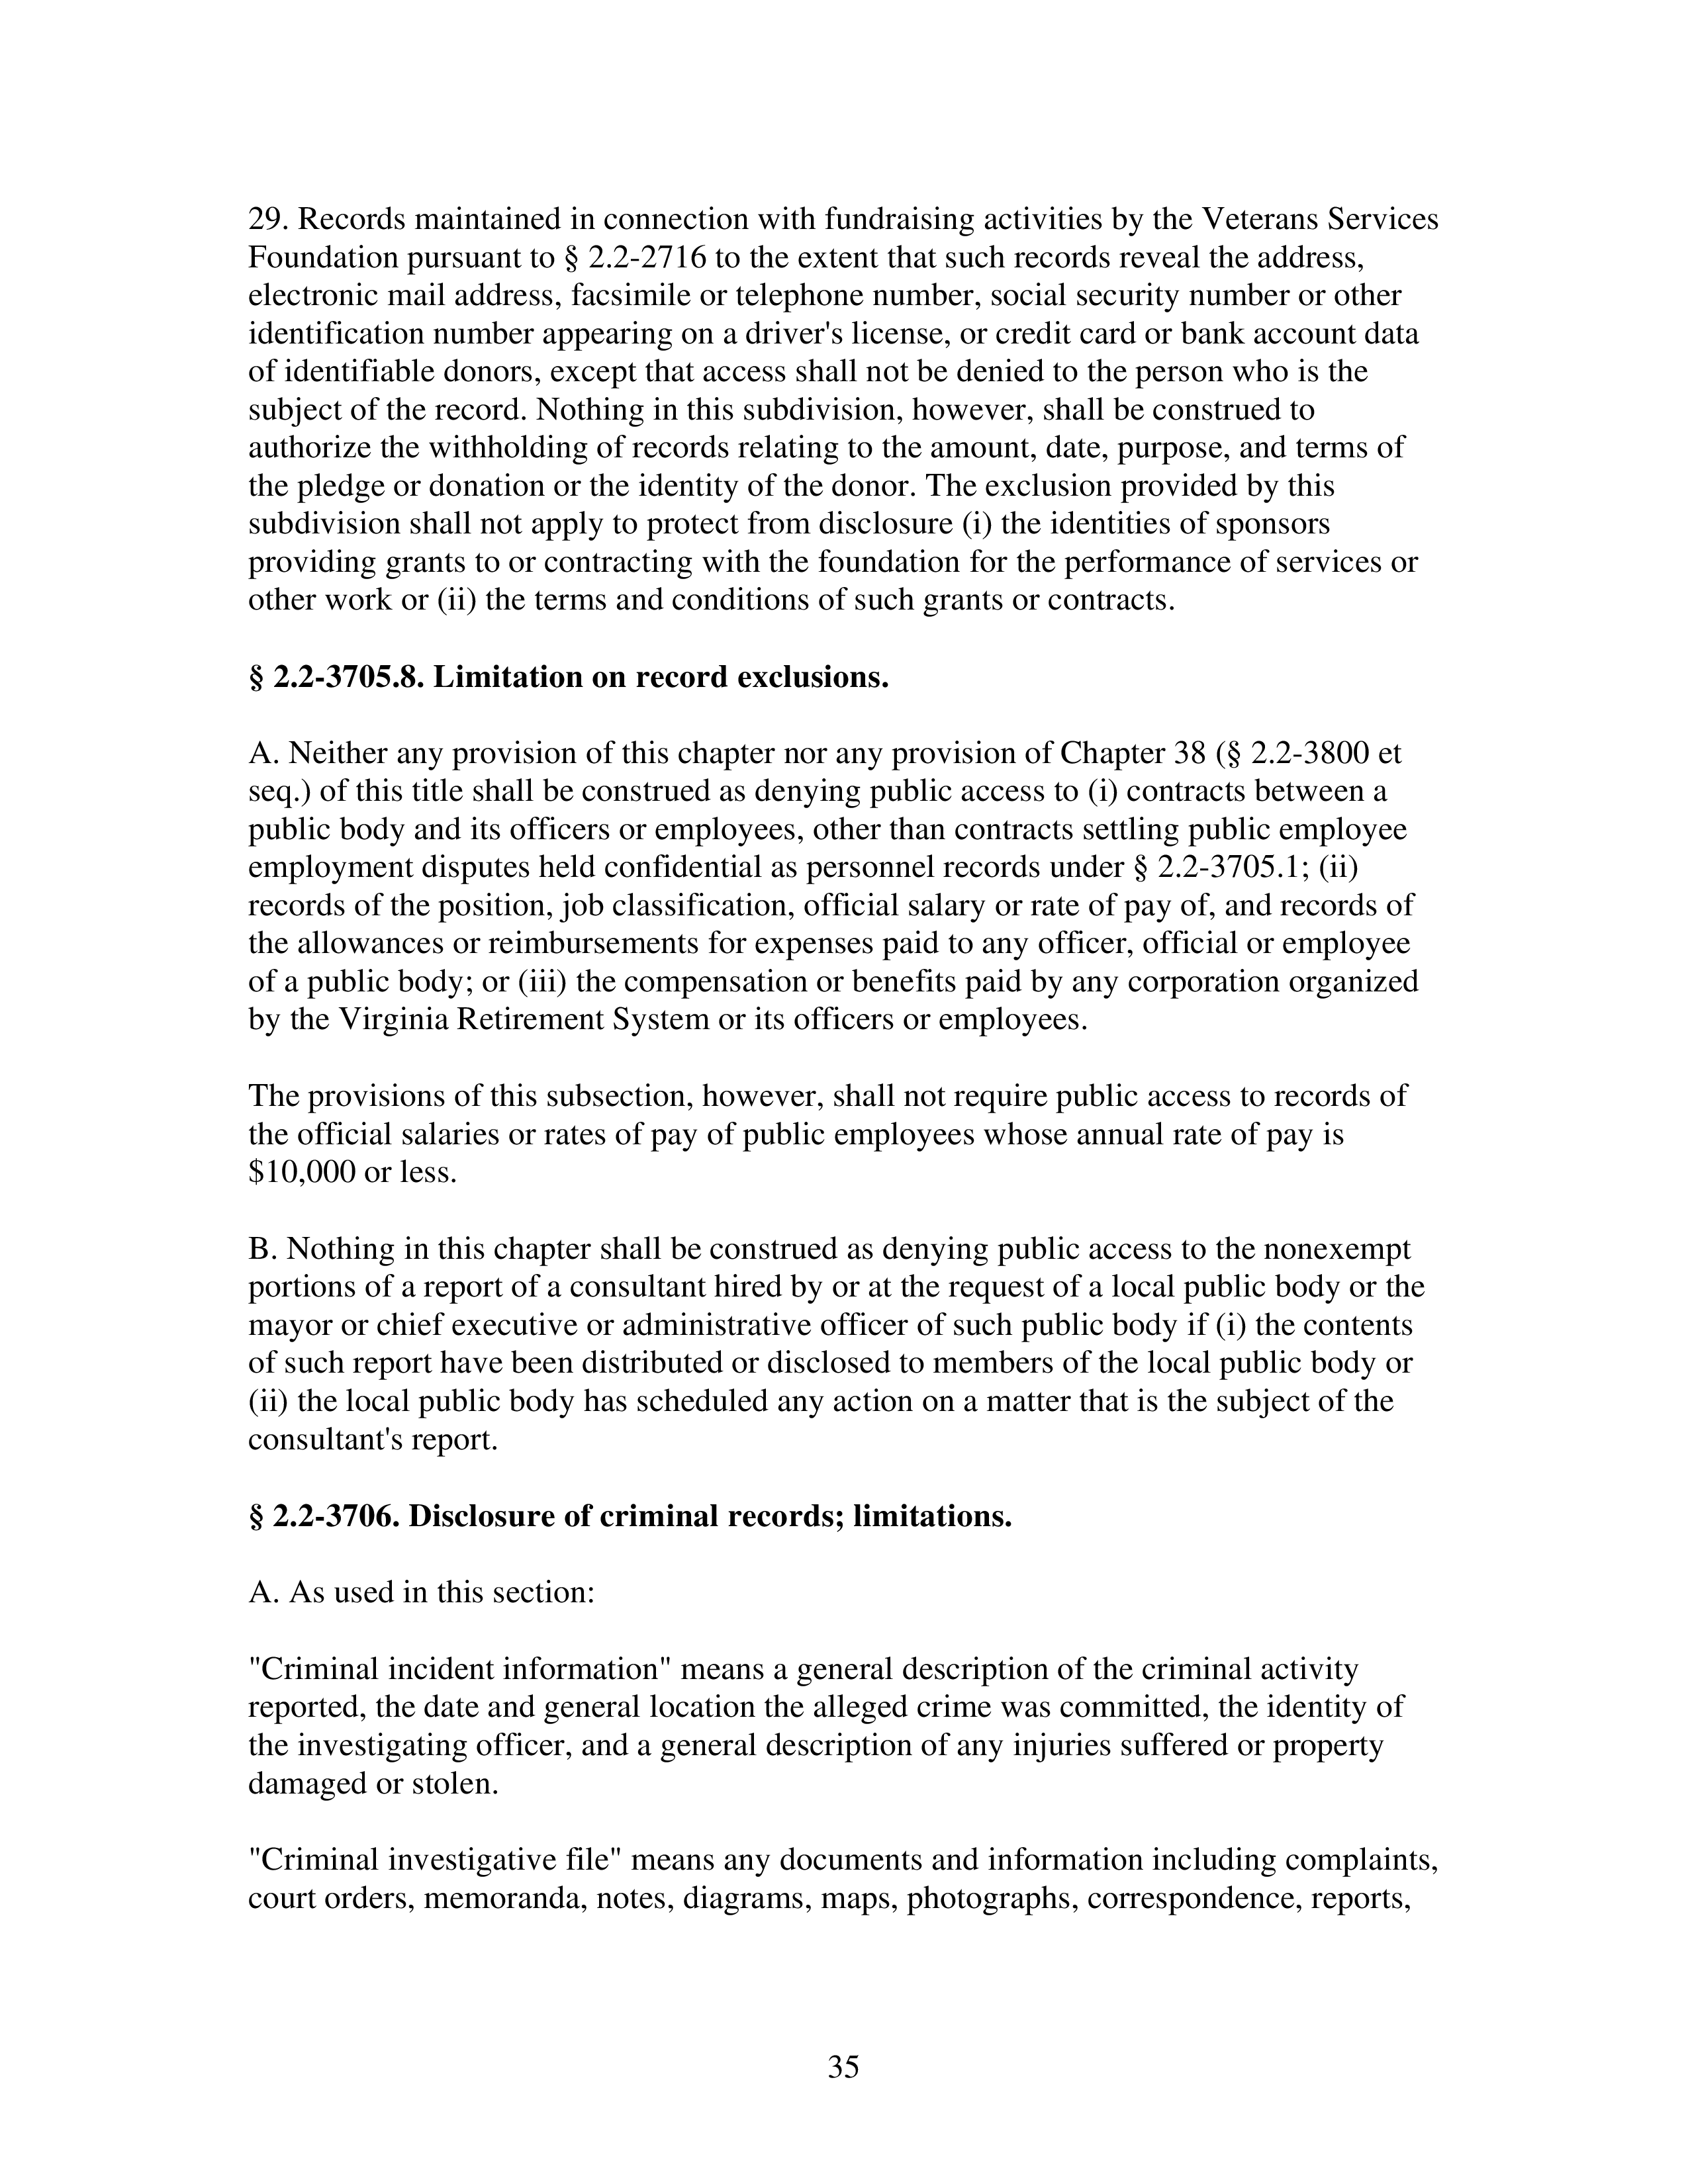 29. Records maintained in connection with fundraising activities by the Veterans Services
Foundation pursuant to § 2.2-2716 to the extent that such records reveal the address,
electronic mail address, facsimile or telephone number, social security number or other
identification number appearing on a driver's license, or credit card or bank account data
of identifiable donors, except that access shall not be denied to the person who is the
subject of the record. Nothing in this subdivision, however, shall be construed to
authorize the withholding of records relating to the amount, date, purpose, and terms of
the pledge or donation or the identity of the donor. The exclusion provided by this
subdivision shall not apply to protect from disclosure (i) the identities of sponsors
providing grants to or contracting with the foundation for the performance of services or
other work or (ii) the terms and conditions of such grants or contracts.
§ 2.2-3705.8. Limitation on record exclusions.
A. Neither any provision of this chapter nor any provision of Chapter 38 (§ 2.2-3800 et
seq.) of this title shall be construed as denying public access to (i) contracts between a
public body and its officers or employees, other than contracts settling public employee
employment disputes held confidential as personnel records under § 2.2-3705.1; (ii)
records of the position, job classification, official salary or rate of pay of, and records of
the allowances or reimbursements for expenses paid to any officer, official or employee
of a public body; or (iii) the compensation or benefits paid by any corporation organized
by the Virginia Retirement System or its officers or employees.
The provisions of this subsection, however, shall not require public access to records of
the official salaries or rates of pay of public employees whose annual rate of pay is
$10,000 or less.
B. Nothing in this chapter shall be construed as denying public access to the nonexempt
portions of a report of a consultant hired by or at the request of a local public body or the
mayor or chief executive or administrative officer of such public body if (i) the contents
of such report have been distributed or disclosed to members of the local public body or
(ii) the local public body has scheduled any action on a matter that is the subject of the
consultant's report.
§ 2.2-3706. Disclosure of criminal records; limitations.
A. As used in this section:
"Criminal incident information" means a general description of the criminal activity
reported, the date and general location the alleged crime was committed, the identity of
the investigating officer, and a general description of any injuries suffered or property
damaged or stolen.
"Criminal investigative file" means any documents and information including complaints,
court orders, memoranda, notes, diagrams, maps, photographs, correspondence, reports,
35